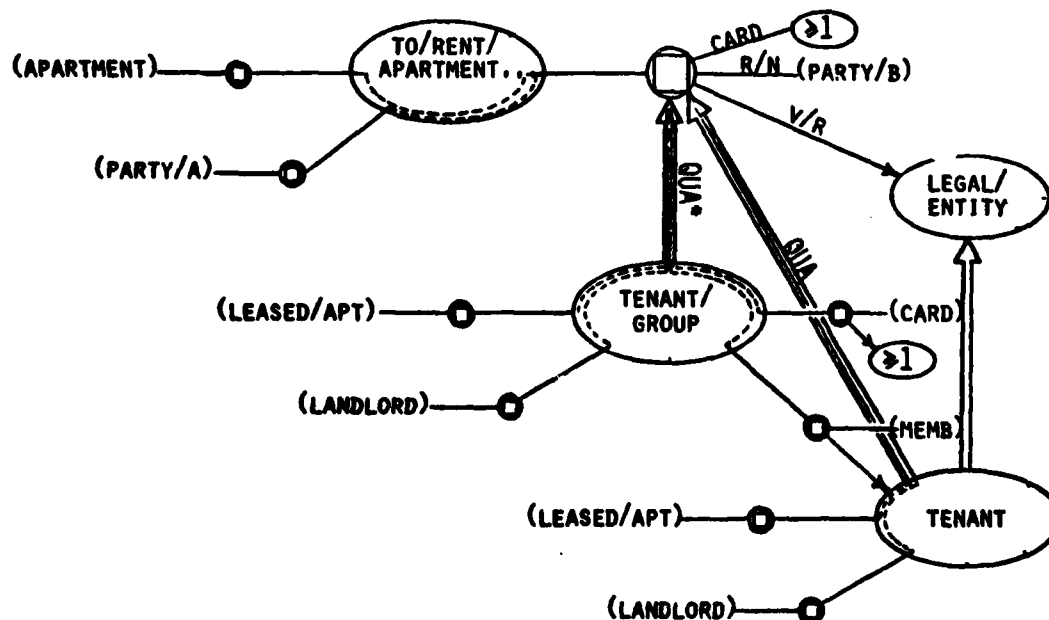 CARD
≥1
(APARTMENT)
TO/RENT/
APARTMENT..
R/N
(PARTY/B)
V/R
(PARTY/A)
LEGAL/
ENTITY
QUA*
QUA
(LEASED/APT)
TENANT/
GROUP
(CARD)
≥1
(LANDLORD)
(MEMB)
(LEASED/APT)
TENANT
(LANDLORD)